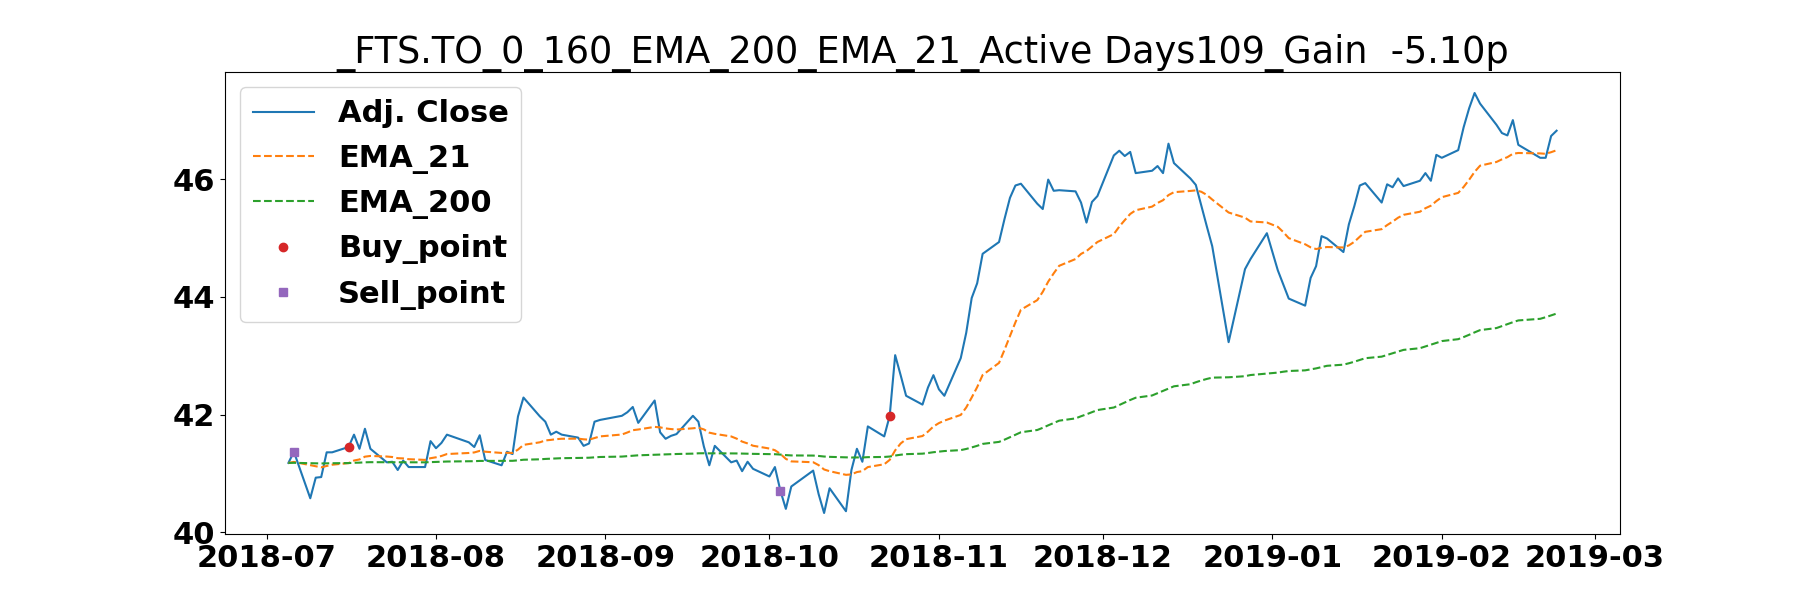 _FTS.TO_0_160_EMA_200_EMA_21_Active Days109_Gain  -5.10p
Adj. Close
EMA_21
EMA_200
Buy_point
Sell_point
46
44
42
40
2018-07 2018-08 2018-09 2018-10 2018-11 2018-12 2019-01 2019-02 2019-03